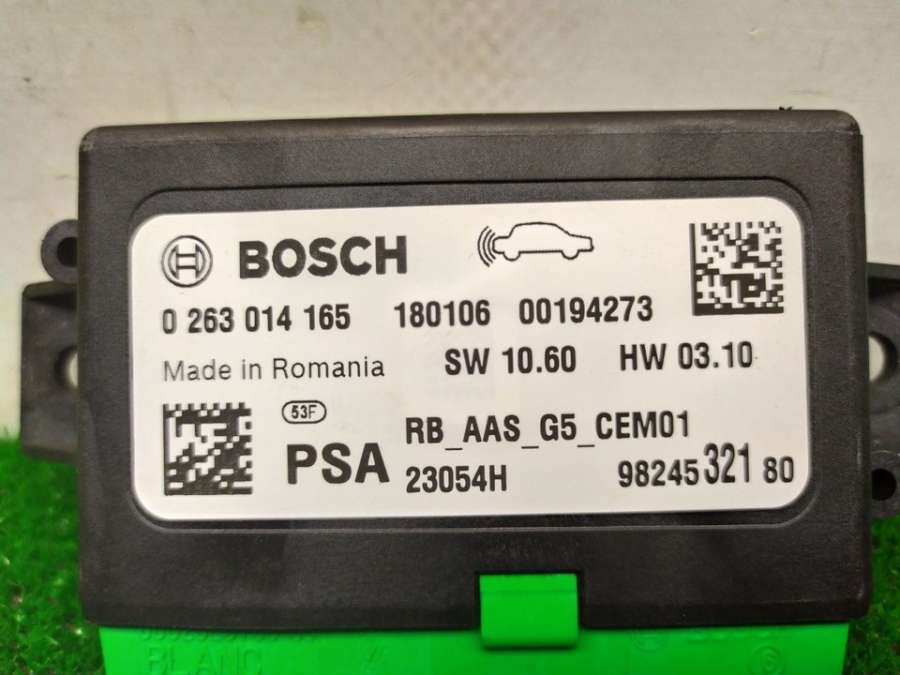 BOSCH
0 263 014 165 180106 00194273
Made in Romania SW 10.60 HW 03.10
53F
PSA RB_AAS_G5_CEM01
23054H 98245 321 80
BLANC